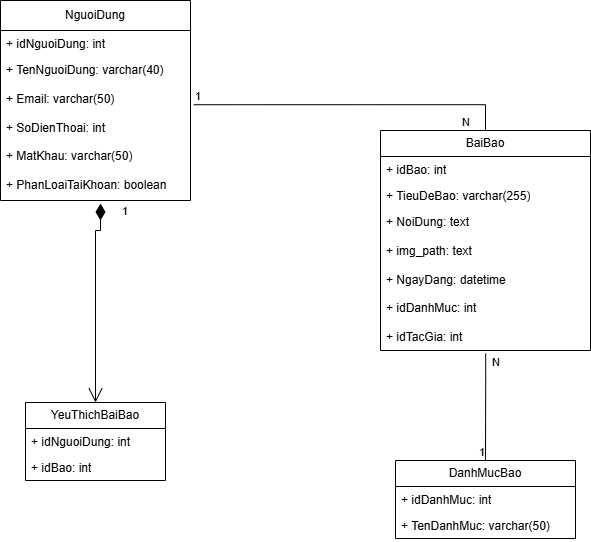 NguoiDung
+ idNguoiDung: int
+ TenNguoiDung: varchar(40)
+ Email: varchar(50)
+ SoDienThoai: int
+ MatKhau: varchar(50)
+ PhanLoaiTaiKhoan: boolean
1
1
N
BaiBao
+ idBao: int
+ TieuDeBao: varchar(255)
+ NoiDung: text
+ img_path: text
+ NgayDang: datetime
+ idDanhMuc: int
+ idTacGia: int
N
1
YeuThichBaiBao
+ idNguoiDung: int
+ idBao: int
DanhMucBao
+ idDanhMuc: int
+ TenDanhMuc: varchar(50)